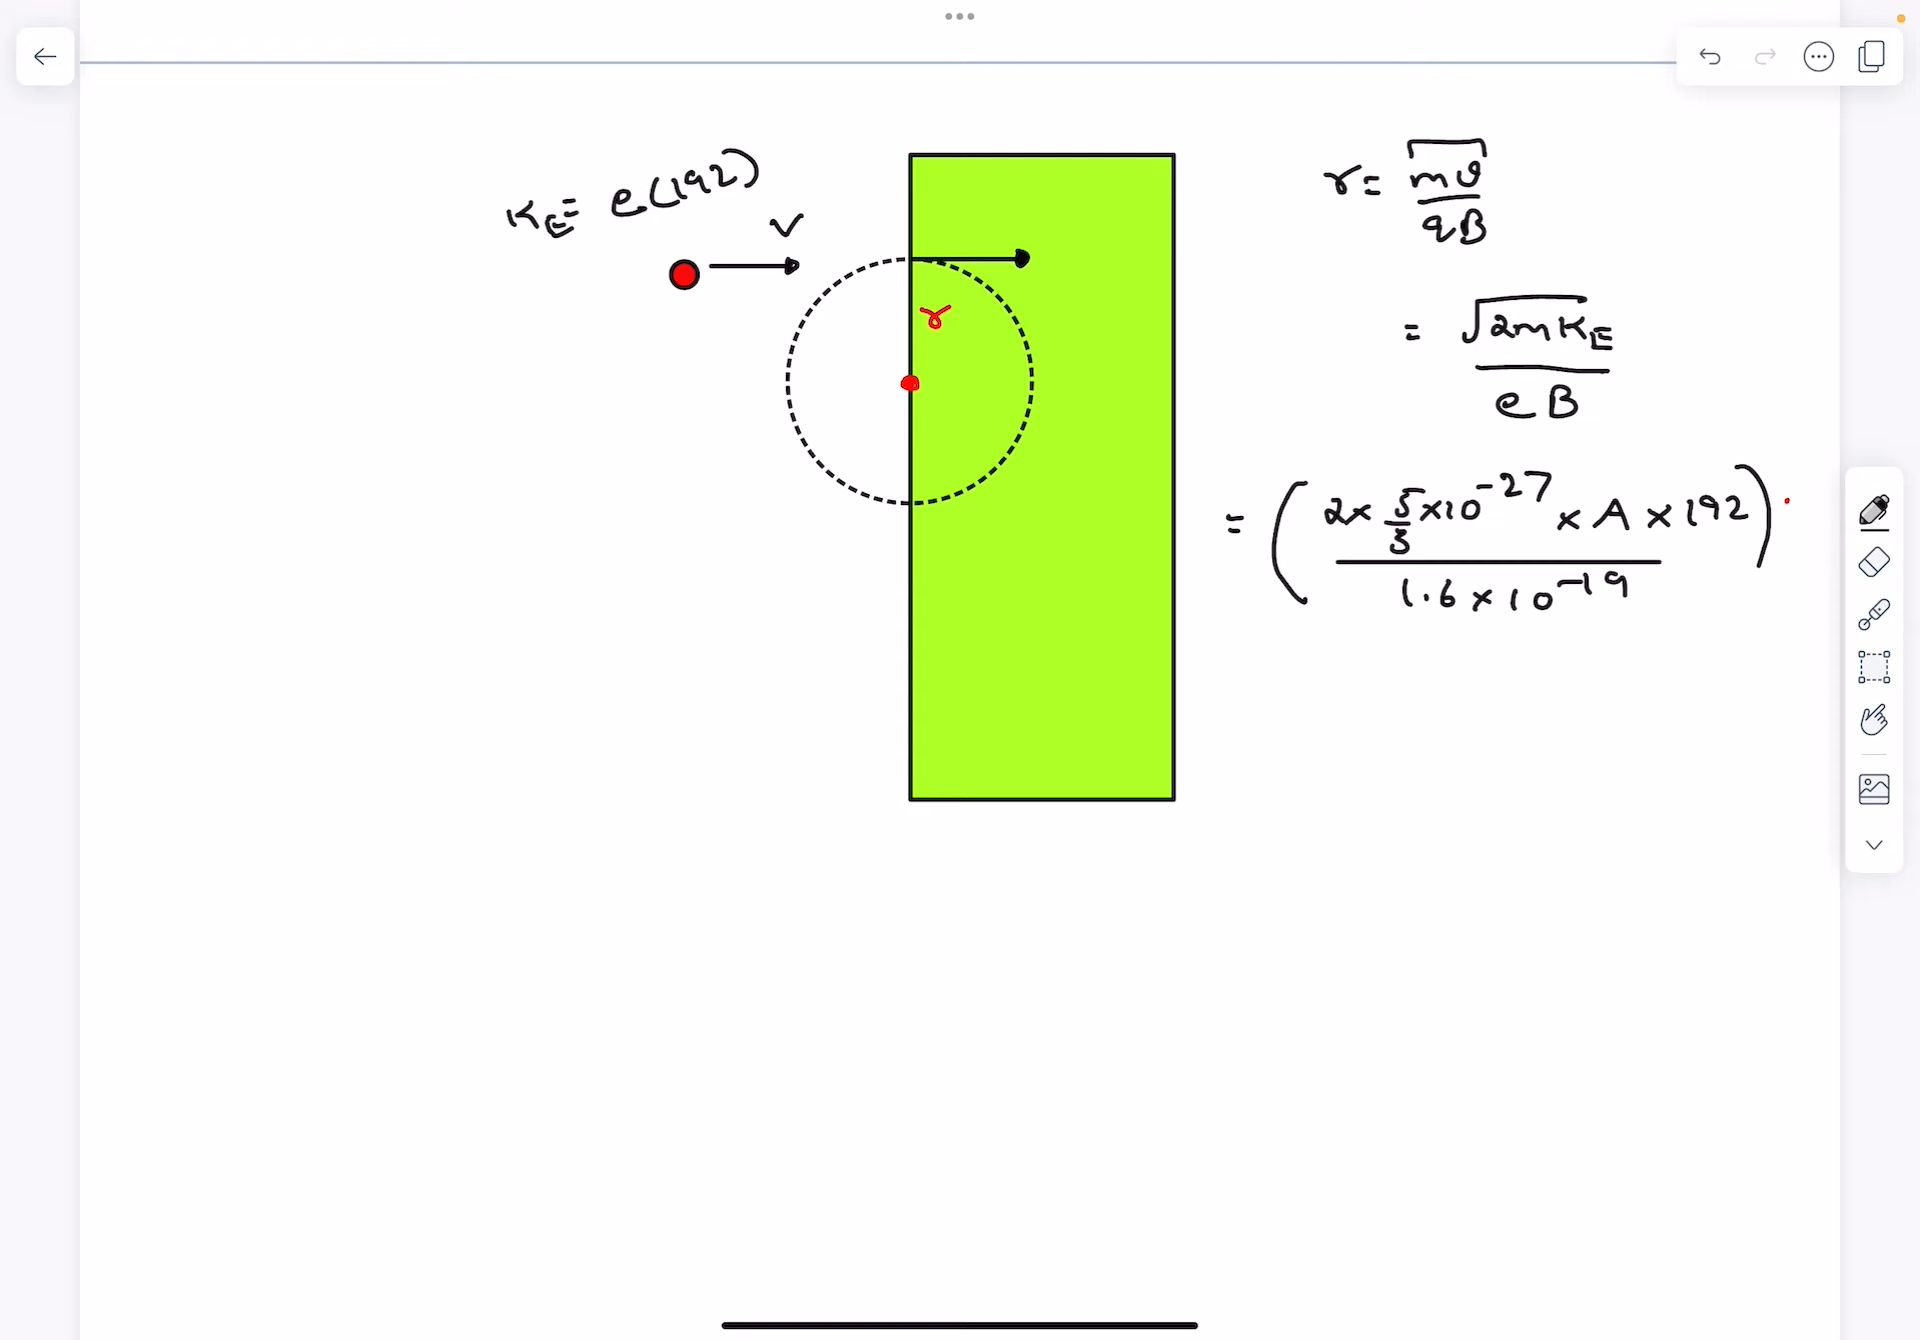 KE = e(192)
v
r
r = mv/qB
= √2mKE/eB
= (2 × 5/3 × 10^-27 × A × 192 / 1.6 × 10^-19)